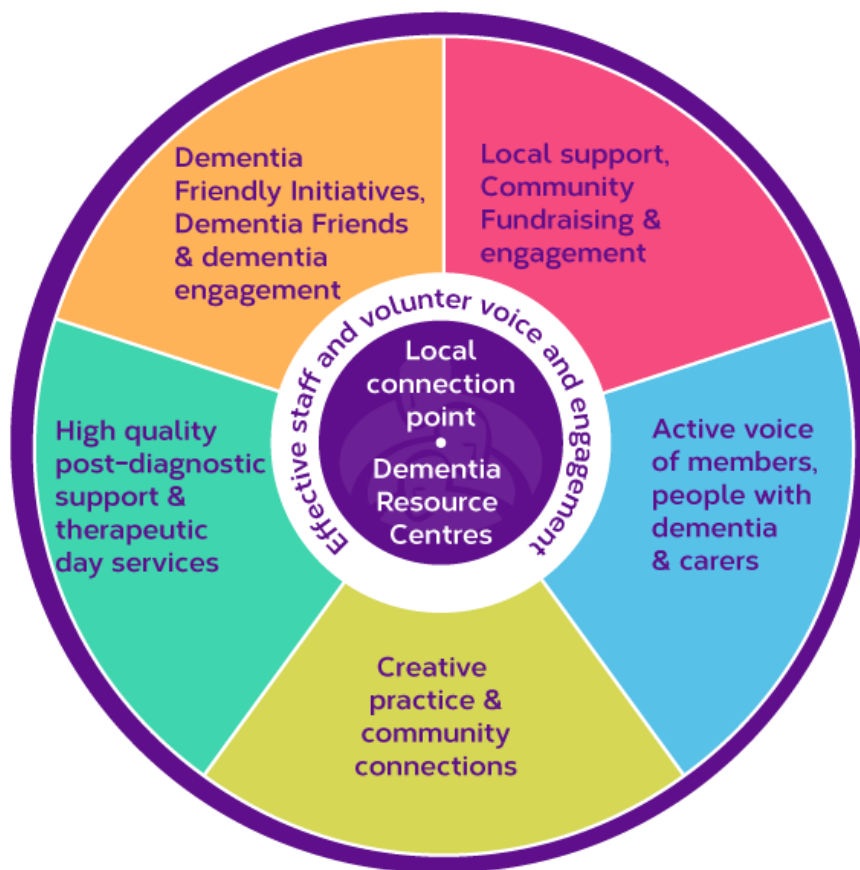 Dementia
Friendly Initiatives,
Dementia Friends
& dementia
engagement
Local support,
Community
Fundraising &
engagement
Effective staff and volunter voice and engagement
Local
connection
point
•
Dementia
Resource
Centres
High quality
post-diagnostic
support &
therapeutic
day services
Active voice
of members,
people with
dementia
& carers
Creative
practice &
community
connections